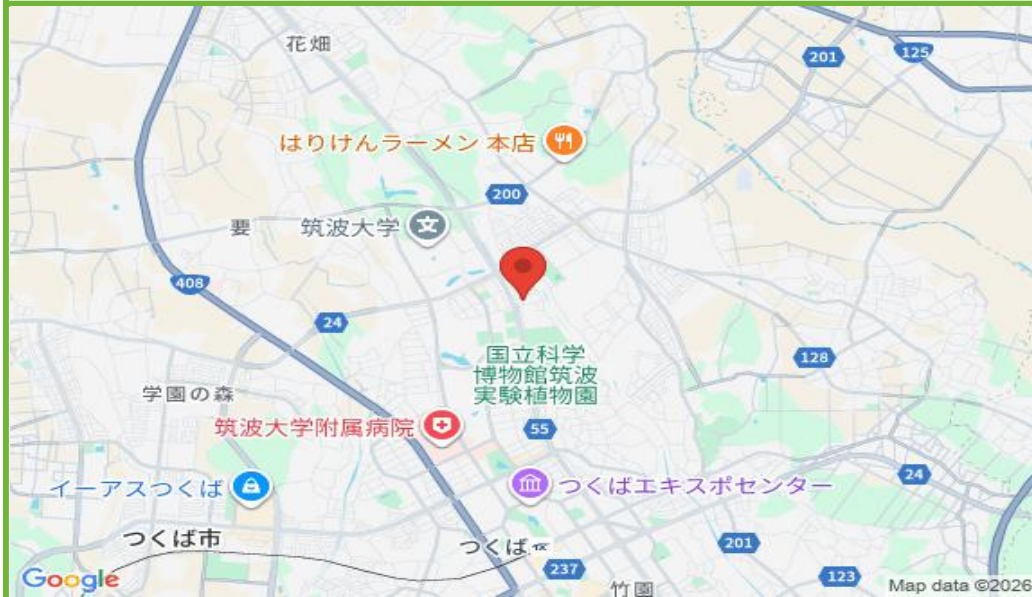 花畑
201
125
はりけんラーメン 本店
200
要
筑波大学
文
408
24
国立科学
博物館筑波
実験植物園
128
学園の森
筑波大学附属病院
55
24
イーアスつくば
つくばエキスポセンター
つくば市
つくば
201
237
竹園
123
Google
Map data ©2026